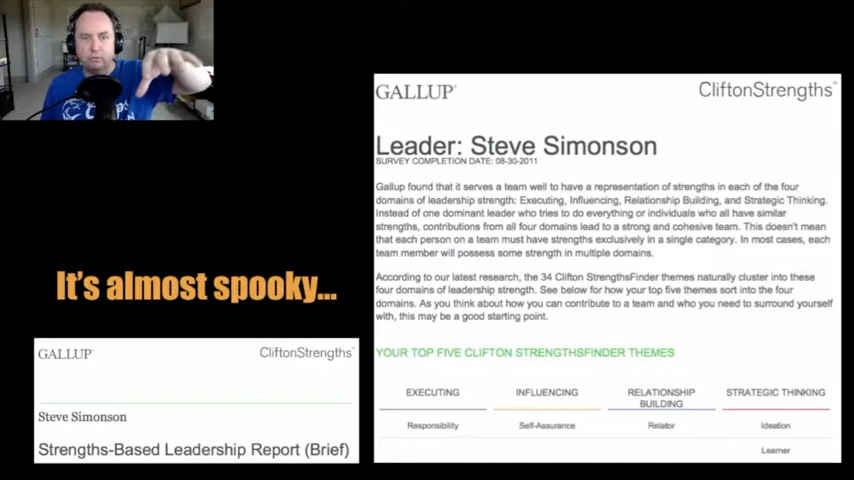 It's almost spooky...
GALLUP®
CliftonStrengths™
Steve Simonson
Strengths-Based Leadership Report (Brief)
GALLUP®
CliftonStrengths™
Leader: Steve Simonson
SURVEY COMPLETION DATE: 08-30-2011
Gallup found that it serves a team well to have a representation of strengths in each of the four
domains of leadership strength: Executing, Influencing, Relationship Building, and Strategic Thinking.
Instead of one dominant leader who tries to do everything or individuals who all have similar
strengths, contributions from all four domains lead to a strong and cohesive team. This doesn't mean
that each person on a team must have strengths exclusively in a single category. In most cases, each
team member will possess some strength in multiple domains.
According to our latest research, the 34 Clifton StrengthsFinder themes naturally cluster into these
four domains of leadership strength. See below for how your top five themes sort into the four
domains. As you think about how you can contribute to a team and who you need to surround yourself
with, this may be a good starting point.
YOUR TOP FIVE CLIFTON STRENGTHSFINDER THEMES
EXECUTING INFLUENCING RELATIONSHIP BUILDING STRATEGIC THINKING
Responsibility Self-Assurance Relator Ideation
Learner